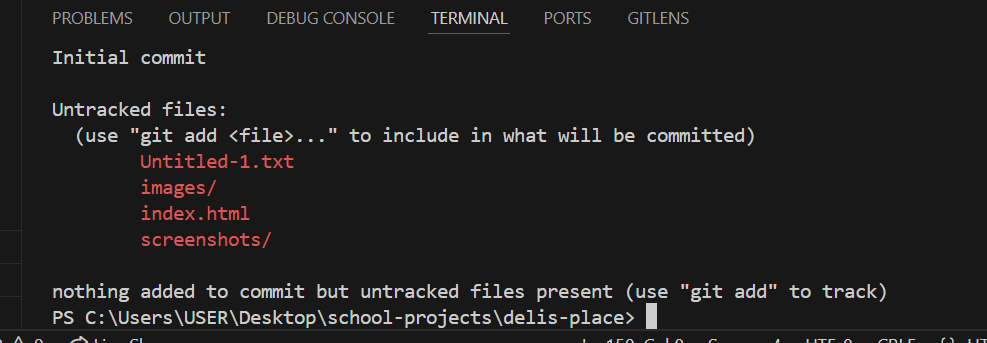 PROBLEMS OUTPUT DEBUG CONSOLE TERMINAL PORTS GITLENS
Initial commit
Untracked files:
(use "git add <file>..." to include in what will be committed)
Untitled-1.txt
images/
index.html
screenshots/
nothing added to commit but untracked files present (use "git add" to track)
PS C:\Users\USER\Desktop\school-projects\delis-place>